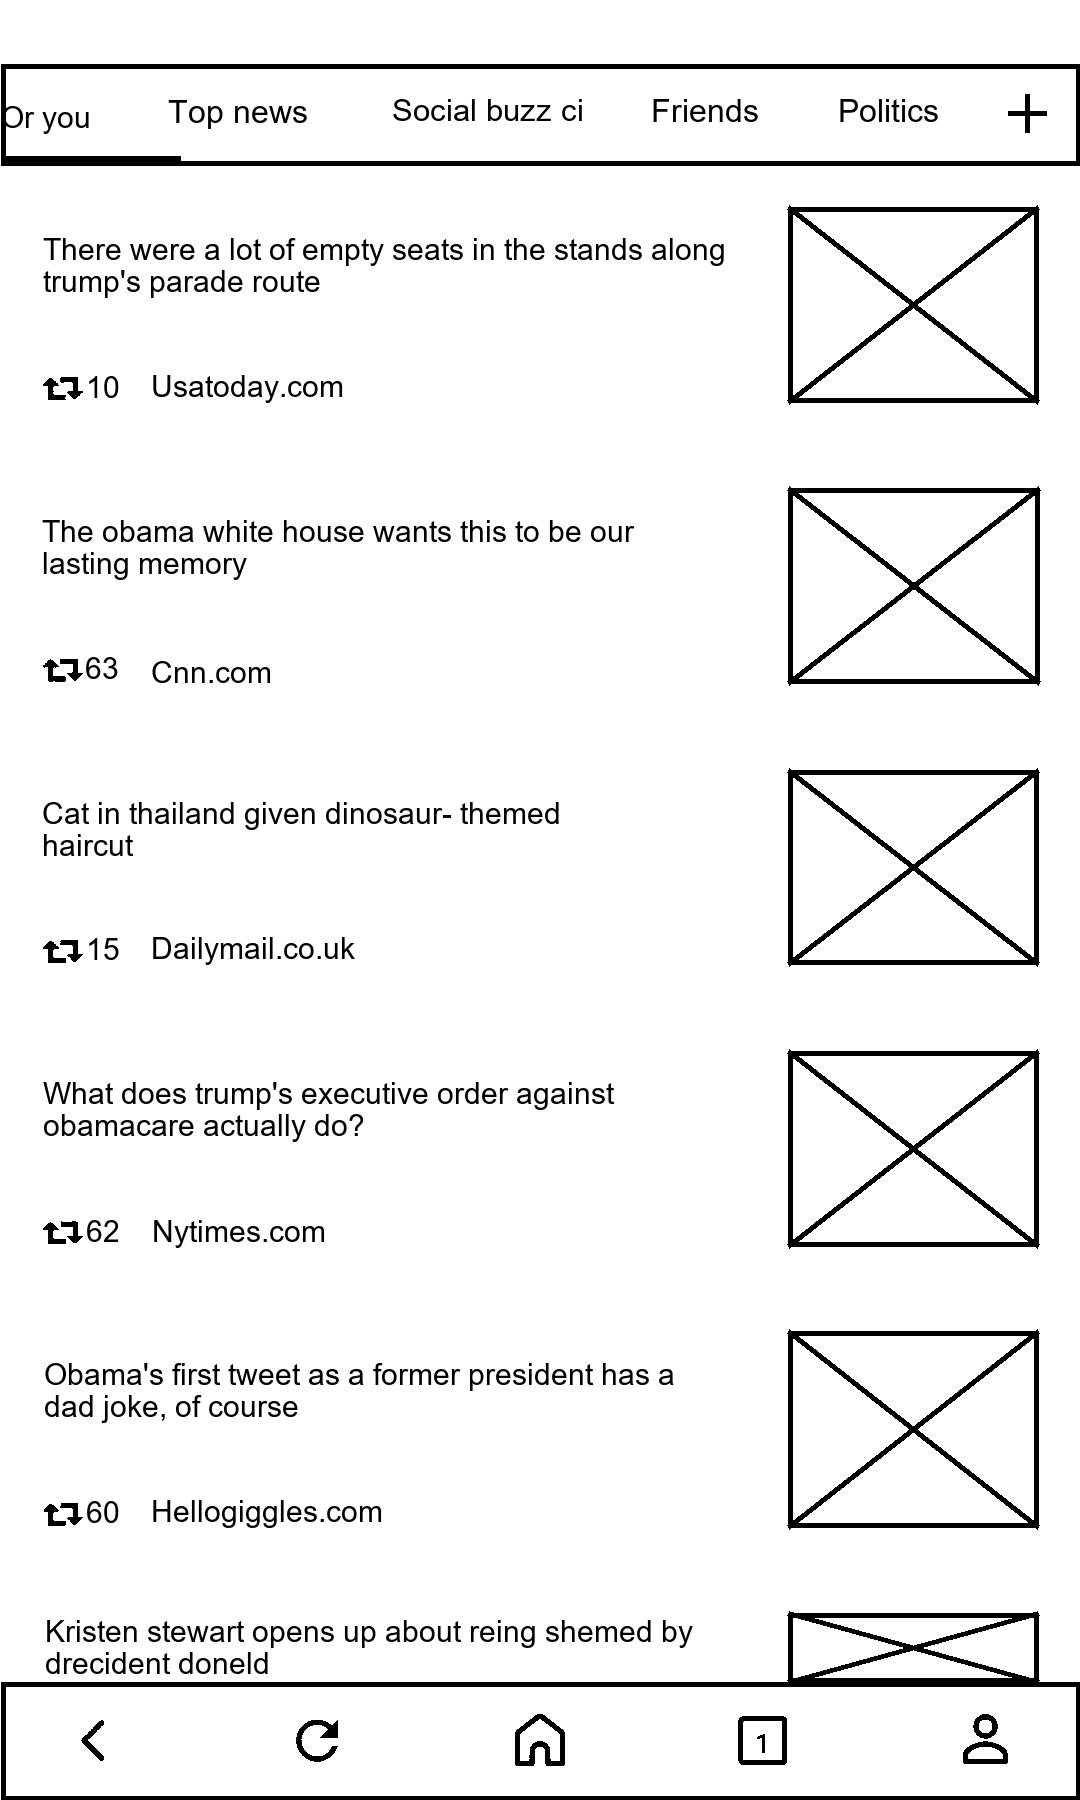 Or you Top news Social buzz ci Friends Politics
There were a lot of empty seats in the stands along
trump's parade route
10 Usatoday.com
The obama white house wants this to be our
lasting memory
63 Cnn.com
Cat in thailand given dinosaur- themed
haircut
15 Dailymail.co.uk
What does trump's executive order against
obamacare actually do?
62 Nytimes.com
Obama's first tweet as a former president has a
dad joke, of course
60 Hellogiggles.com
Kristen stewart opens up about reing shemed by
drecident doneld
1